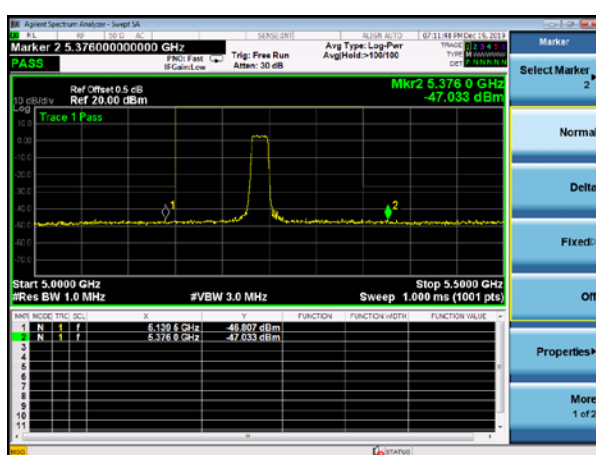 Agilent Spectrum Analyzer - Swept SA
RL RF 50 Ω AC SENSE:INT ALIGN AUTO 07:11:48 PM Dec 19, 2019
Marker 2 5.376000000000 GHz
Avg Type: Log-Pwr
TRACE 1 2 3 4 5 6
PNO: Fast
Trig: Free Run
Avg|Hold:>100/100
TYPE M
PASS
IFGain:Low
Atten: 30 dB
DET P N N N N N
Ref Offset 0.5 dB
Mkr2 5.376 0 GHz
10 dB/div Ref 20.00 dBm
-47.033 dBm
Log
Trace 1 Pass
10.0
0.00
-10.0
-20.0
-30.0
-40.0
-50.0
-60.0
-70.0
1
2
Start 5.0000 GHz
Stop 5.5000 GHz
#Res BW 1.0 MHz
#VBW 3.0 MHz
Sweep 1.000 ms (1001 pts)
MKR MODE TRC SCL X Y FUNCTION FUNCTION WIDTH FUNCTION VALUE
1 N 1 f 5.139 5 GHz -46.807 dBm
2 N 1 f 5.376 0 GHz -47.033 dBm
3
4
5
6
7
8
9
10
11
MSG
STATUS
Marker
Select Marker
2
Normal
Delta
Fixed
Off
Properties
More
1 of 2